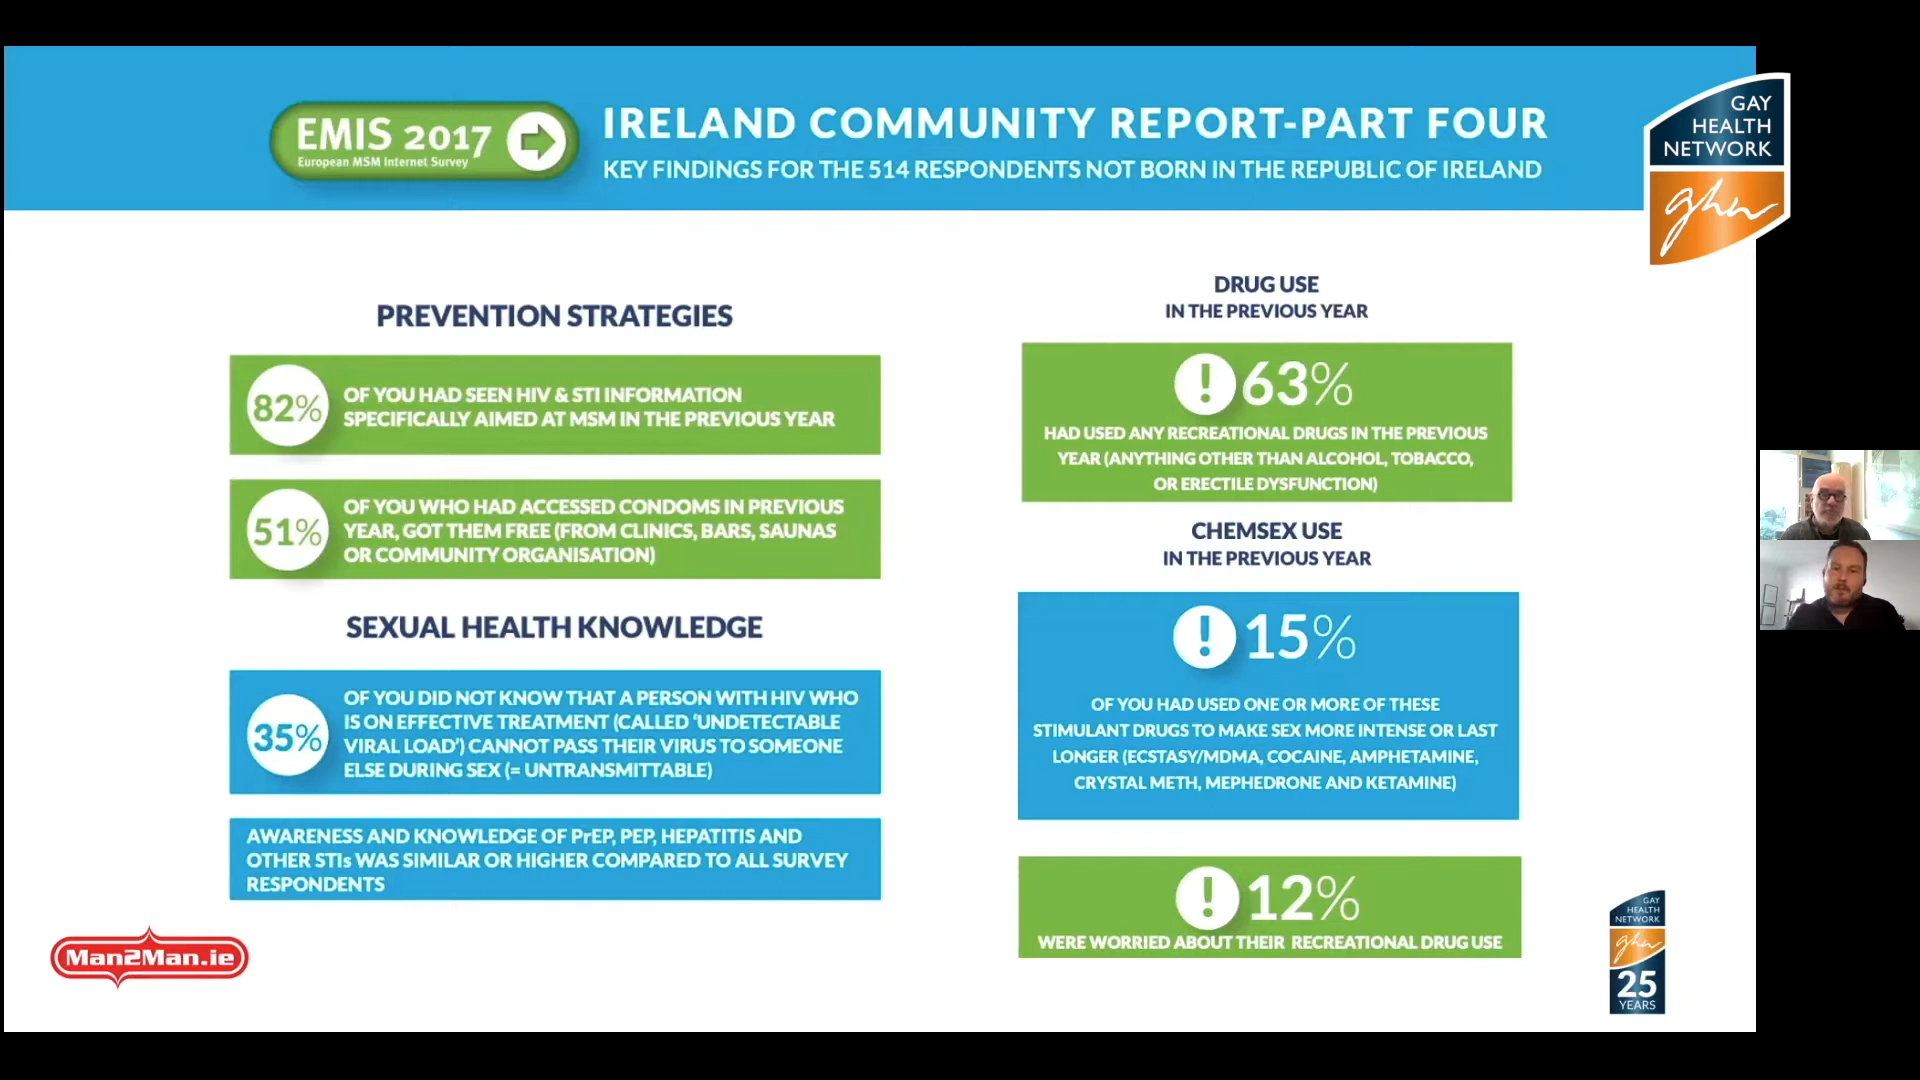 EMIS 2017
European MSM Internet Survey
IRELAND COMMUNITY REPORT-PART FOUR
KEY FINDINGS FOR THE 514 RESPONDENTS NOT BORN IN THE REPUBLIC OF IRELAND
GAY
HEALTH
NETWORK
ghn
PREVENTION STRATEGIES
82%
OF YOU HAD SEEN HIV & STI INFORMATION
SPECIFICALLY AIMED AT MSM IN THE PREVIOUS YEAR
51%
OF YOU WHO HAD ACCESSED CONDOMS IN PREVIOUS
YEAR, GOT THEM FREE (FROM CLINICS, BARS, SAUNAS
OR COMMUNITY ORGANISATION)
SEXUAL HEALTH KNOWLEDGE
35%
OF YOU DID NOT KNOW THAT A PERSON WITH HIV WHO
IS ON EFFECTIVE TREATMENT (CALLED ‘UNDETECTABLE
VIRAL LOAD’) CANNOT PASS THEIR VIRUS TO SOMEONE
ELSE DURING SEX (= UNTRANSMITTABLE)
AWARENESS AND KNOWLEDGE OF PrEP, PEP, HEPATITIS AND
OTHER STIs WAS SIMILAR OR HIGHER COMPARED TO ALL SURVEY
RESPONDENTS
DRUG USE
IN THE PREVIOUS YEAR
! 63%
HAD USED ANY RECREATIONAL DRUGS IN THE PREVIOUS
YEAR (ANYTHING OTHER THAN ALCOHOL, TOBACCO,
OR ERECTILE DYSFUNCTION)
CHEMSEX USE
IN THE PREVIOUS YEAR
! 15%
OF YOU HAD USED ONE OR MORE OF THESE
STIMULANT DRUGS TO MAKE SEX MORE INTENSE OR LAST
LONGER (ECSTASY/MDMA, COCAINE, AMPHETAMINE,
CRYSTAL METH, MEPHEDRONE AND KETAMINE)
! 12%
WERE WORRIED ABOUT THEIR RECREATIONAL DRUG USE
Man2Man.ie
GAY
HEALTH
NETWORK
ghn
25
YEARS